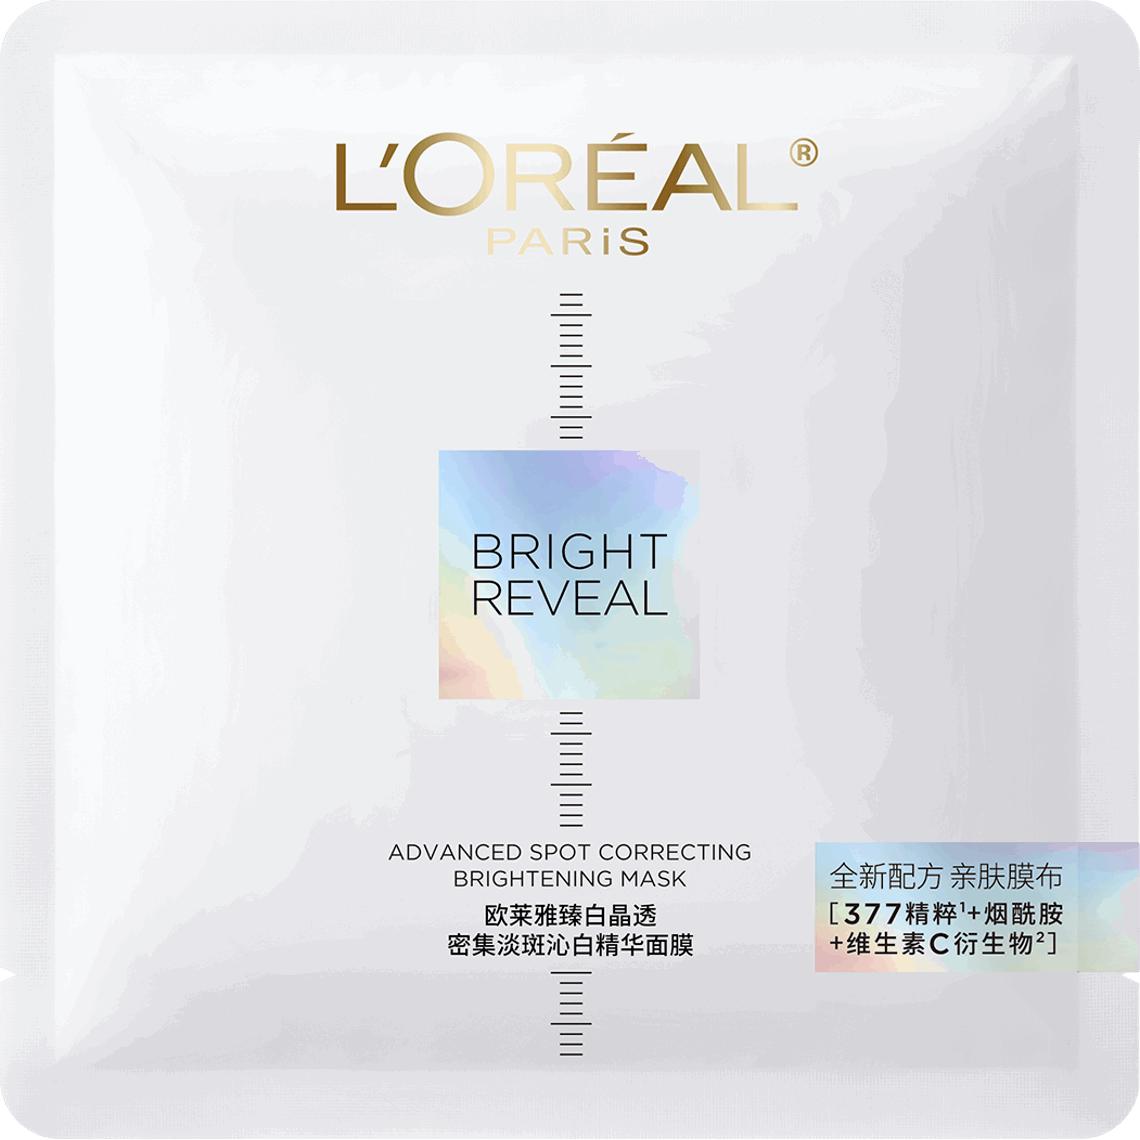 L'ORÉAL®
PARiS
BRIGHT
REVEAL
ADVANCED SPOT CORRECTING
BRIGHTENING MASK
欧莱雅臻白晶透
密集淡斑沁白精华面膜
全新配方 亲肤膜布
[377精粹¹+烟酰胺
+维生素C衍生物²]